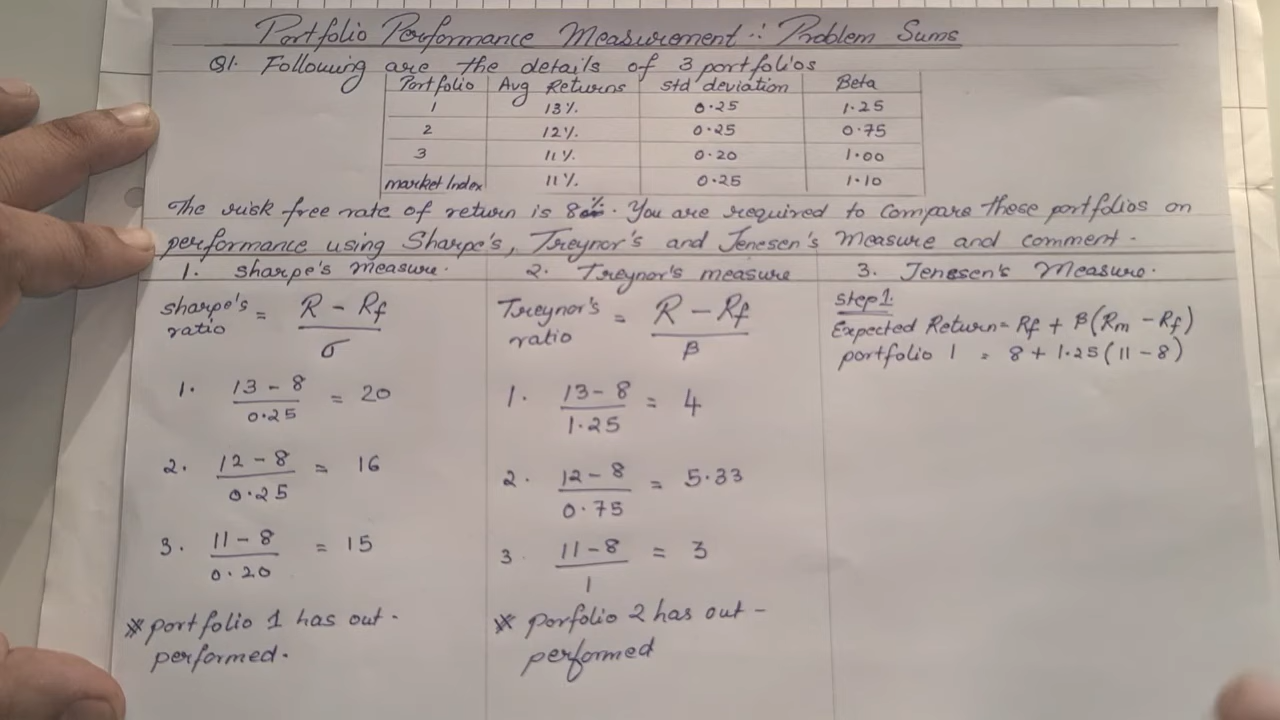 Portfolio Performance Measurement : Problem Sums
Q1. Following are the details of 3 portfolios
Portfolio Avg Returns std deviation Beta
1 13% 0.25 1.25
2 12% 0.25 0.75
3 11% 0.20 1.00
market Index 11% 0.25 1.10
The risk free rate of return is 8%. You are required to compare these portfolios on
performance using Sharpe's, Treynor's and Jenesen's Measure and comment.
1. Sharpe's measure.
sharpe's ratio = R - Rf / σ
1. 13 - 8 / 0.25 = 20
2. 12 - 8 / 0.25 = 16
3. 11 - 8 / 0.20 = 15
* portfolio 1 has out-
performed.
2. Treynor's measure
Treynor's ratio = R - Rf / β
1. 13 - 8 / 1.25 = 4
2. 12 - 8 / 0.75 = 5.33
3 11 - 8 / 1 = 3
* porfolio 2 has out-
performed
3. Jenesen's Measure.
Step 1.
Expected Return = Rf + β(Rm - Rf)
portfolio 1 = 8 + 1.25(11 - 8)